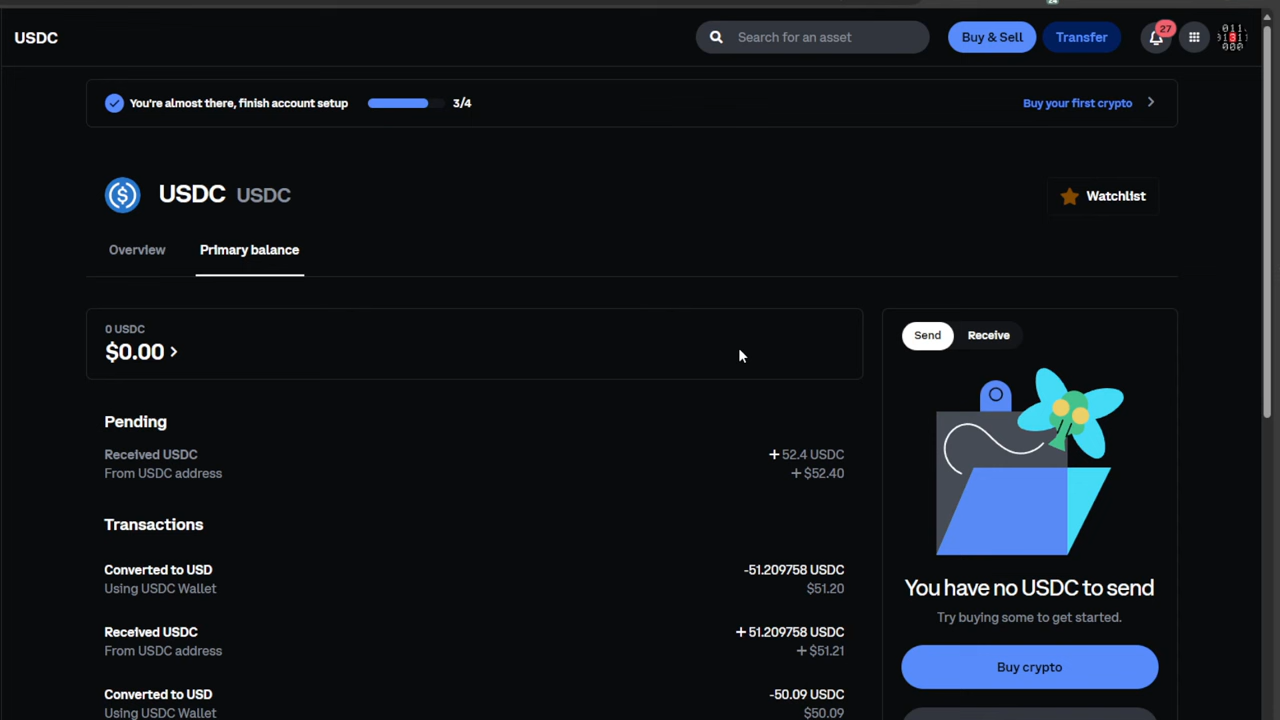 USDC
Search for an asset
Buy & Sell
Transfer
27
011.
01311
000
You're almost there, finish account setup
3/4
Buy your first crypto
USDC USDC
Watchlist
Overview
Primary balance
0 USDC
$0.00
Send
Receive
Pending
Received USDC
+ 52.4 USDC
From USDC address
+ $52.40
Transactions
Converted to USD
-51.209758 USDC
Using USDC Wallet
$51.20
Received USDC
+ 51.209758 USDC
From USDC address
+ $51.21
Converted to USD
-50.09 USDC
Using USDC Wallet
$50.09
You have no USDC to send
Try buying some to get started.
Buy crypto